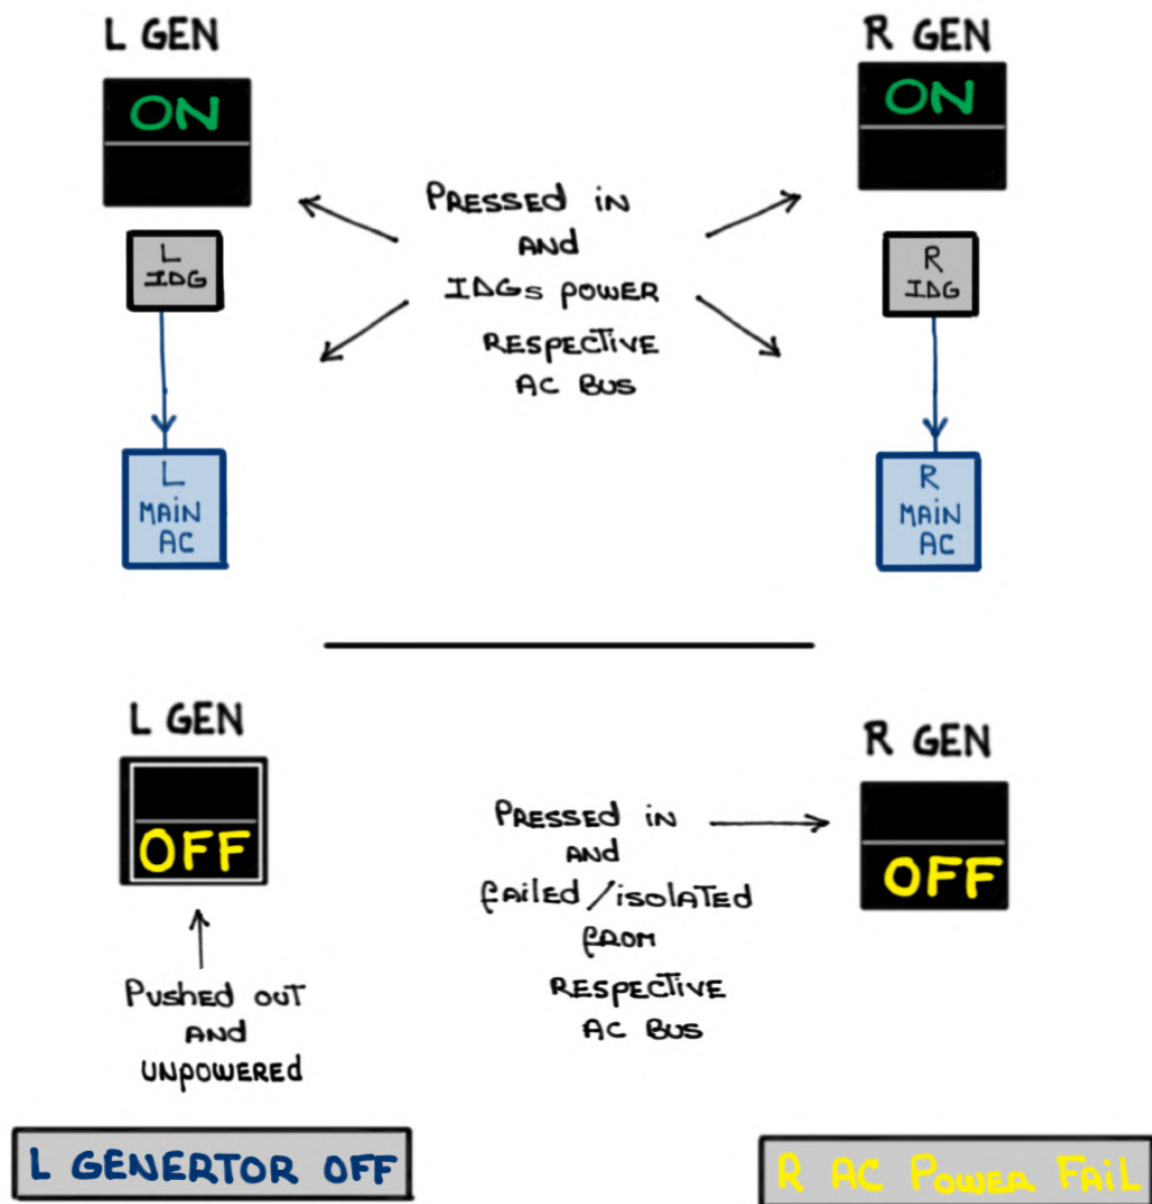 L GEN
R GEN
ON
ON
PRESSED IN
AND
IDGs POWER
RESPECTIVE
AC BUS
L
IDG
R
IDG
L
MAIN
AC
R
MAIN
AC
L GEN
R GEN
OFF
OFF
PRESSED IN
AND
FAILED/ISOLATED
FROM
RESPECTIVE
AC BUS
PUSHED OUT
AND
UNPOWERED
L GENERTOR OFF
R AC POWER FAIL